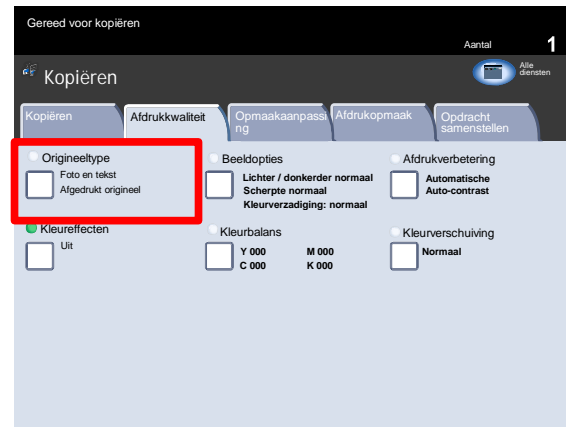 Gereed voor kopiëren
Aantal 1
Kopiëren
Alle
diensten
Kopiëren
Afdrukkwaliteit
Opmaakaanpassi
ng
Afdrukopmaak
Opdracht
samenstellen
Origineeltype
Foto en tekst
Afgedrukt origineel
Beeldopties
Lichter / donkerder normaal
Scherpte normaal
Kleurverzadiging: normaal
Afdrukverbetering
Automatische
Auto-contrast
Kleureffecten
Uit
Kleurbalans
Y 000 M 000
C 000 K 000
Kleurverschuiving
Normaal